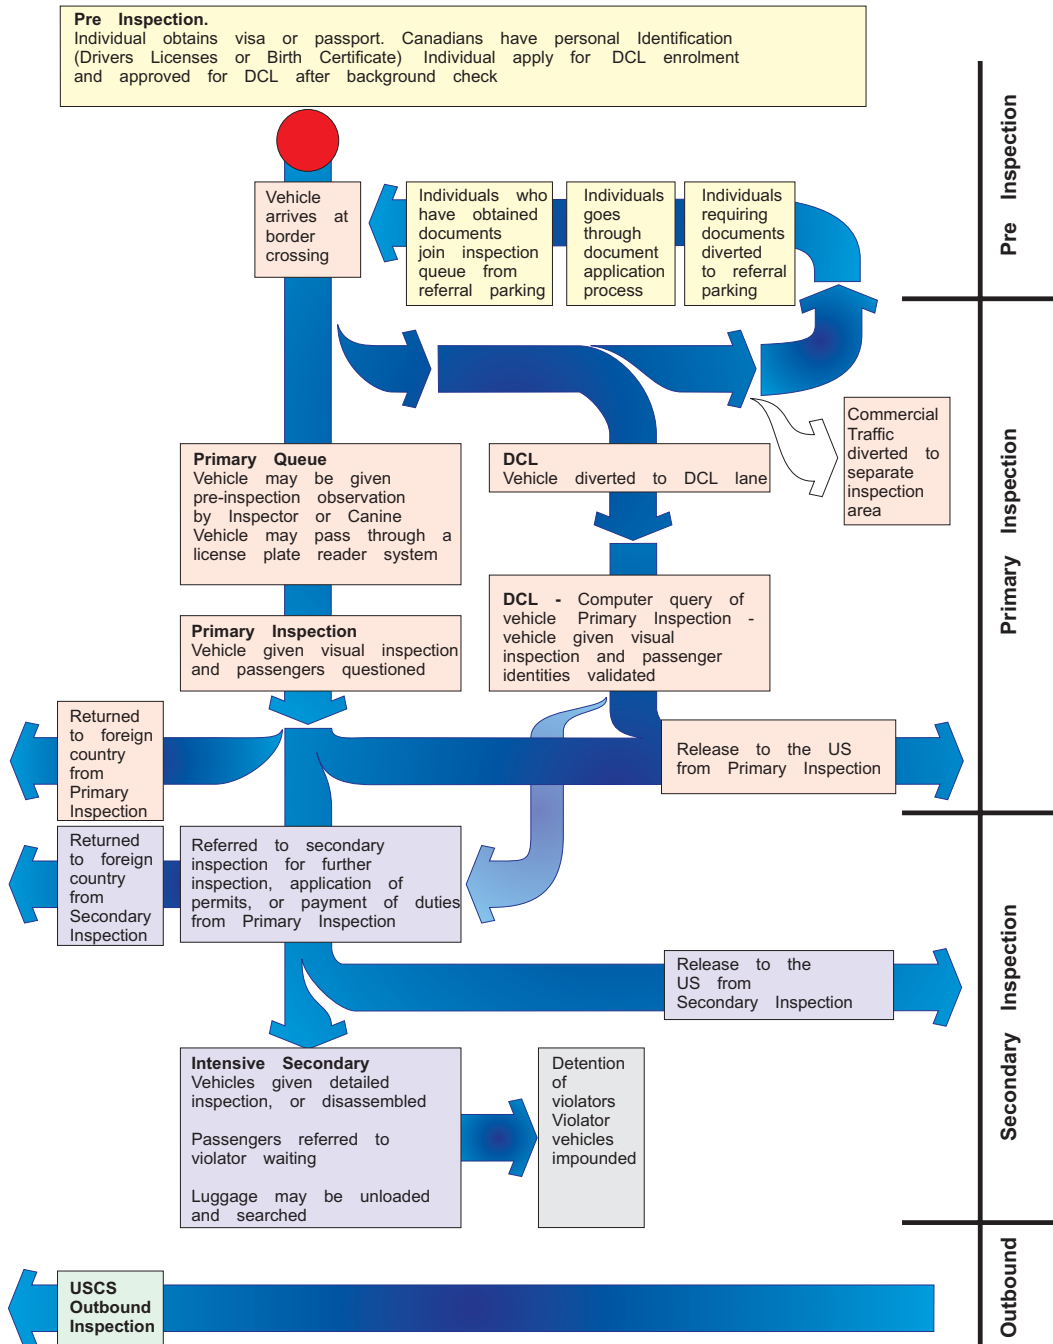 Pre Inspection.
Individual obtains visa or passport. Canadians have personal Identification
(Drivers Licenses or Birth Certificate) Individual apply for DCL enrolment
and approved for DCL after background check
Vehicle
arrives at
border
crossing
Individuals who
have obtained
documents
join inspection
queue from
referral parking
Individuals
goes
through
document
application
process
Individuals
requiring
documents
diverted
to referral
parking
Pre Inspection
Commercial
Traffic
diverted to
separate
inspection
area
Primary Queue
Vehicle may be given
pre-inspection observation
by Inspector or Canine
Vehicle may pass through a
license plate reader system
DCL
Vehicle diverted to DCL lane
Primary Inspection
Vehicle given visual inspection
and passengers questioned
DCL - Computer query of
vehicle Primary Inspection -
vehicle given visual
inspection and passenger
identities validated
Primary Inspection
Returned
to foreign
country
from
Primary
Inspection
Release to the US
from Primary Inspection
Returned
to foreign
country
from
Secondary
Inspection
Referred to secondary
inspection for further
inspection, application of
permits, or payment of duties
from Primary Inspection
Release to the
US from
Secondary Inspection
Intensive Secondary
Vehicles given detailed
inspection, or disassembled
Passengers referred to
violator waiting
Luggage may be unloaded
and searched
Detention
of
violators
Violator
vehicles
impounded
Secondary Inspection
USCS
Outbound
Inspection
Outbound